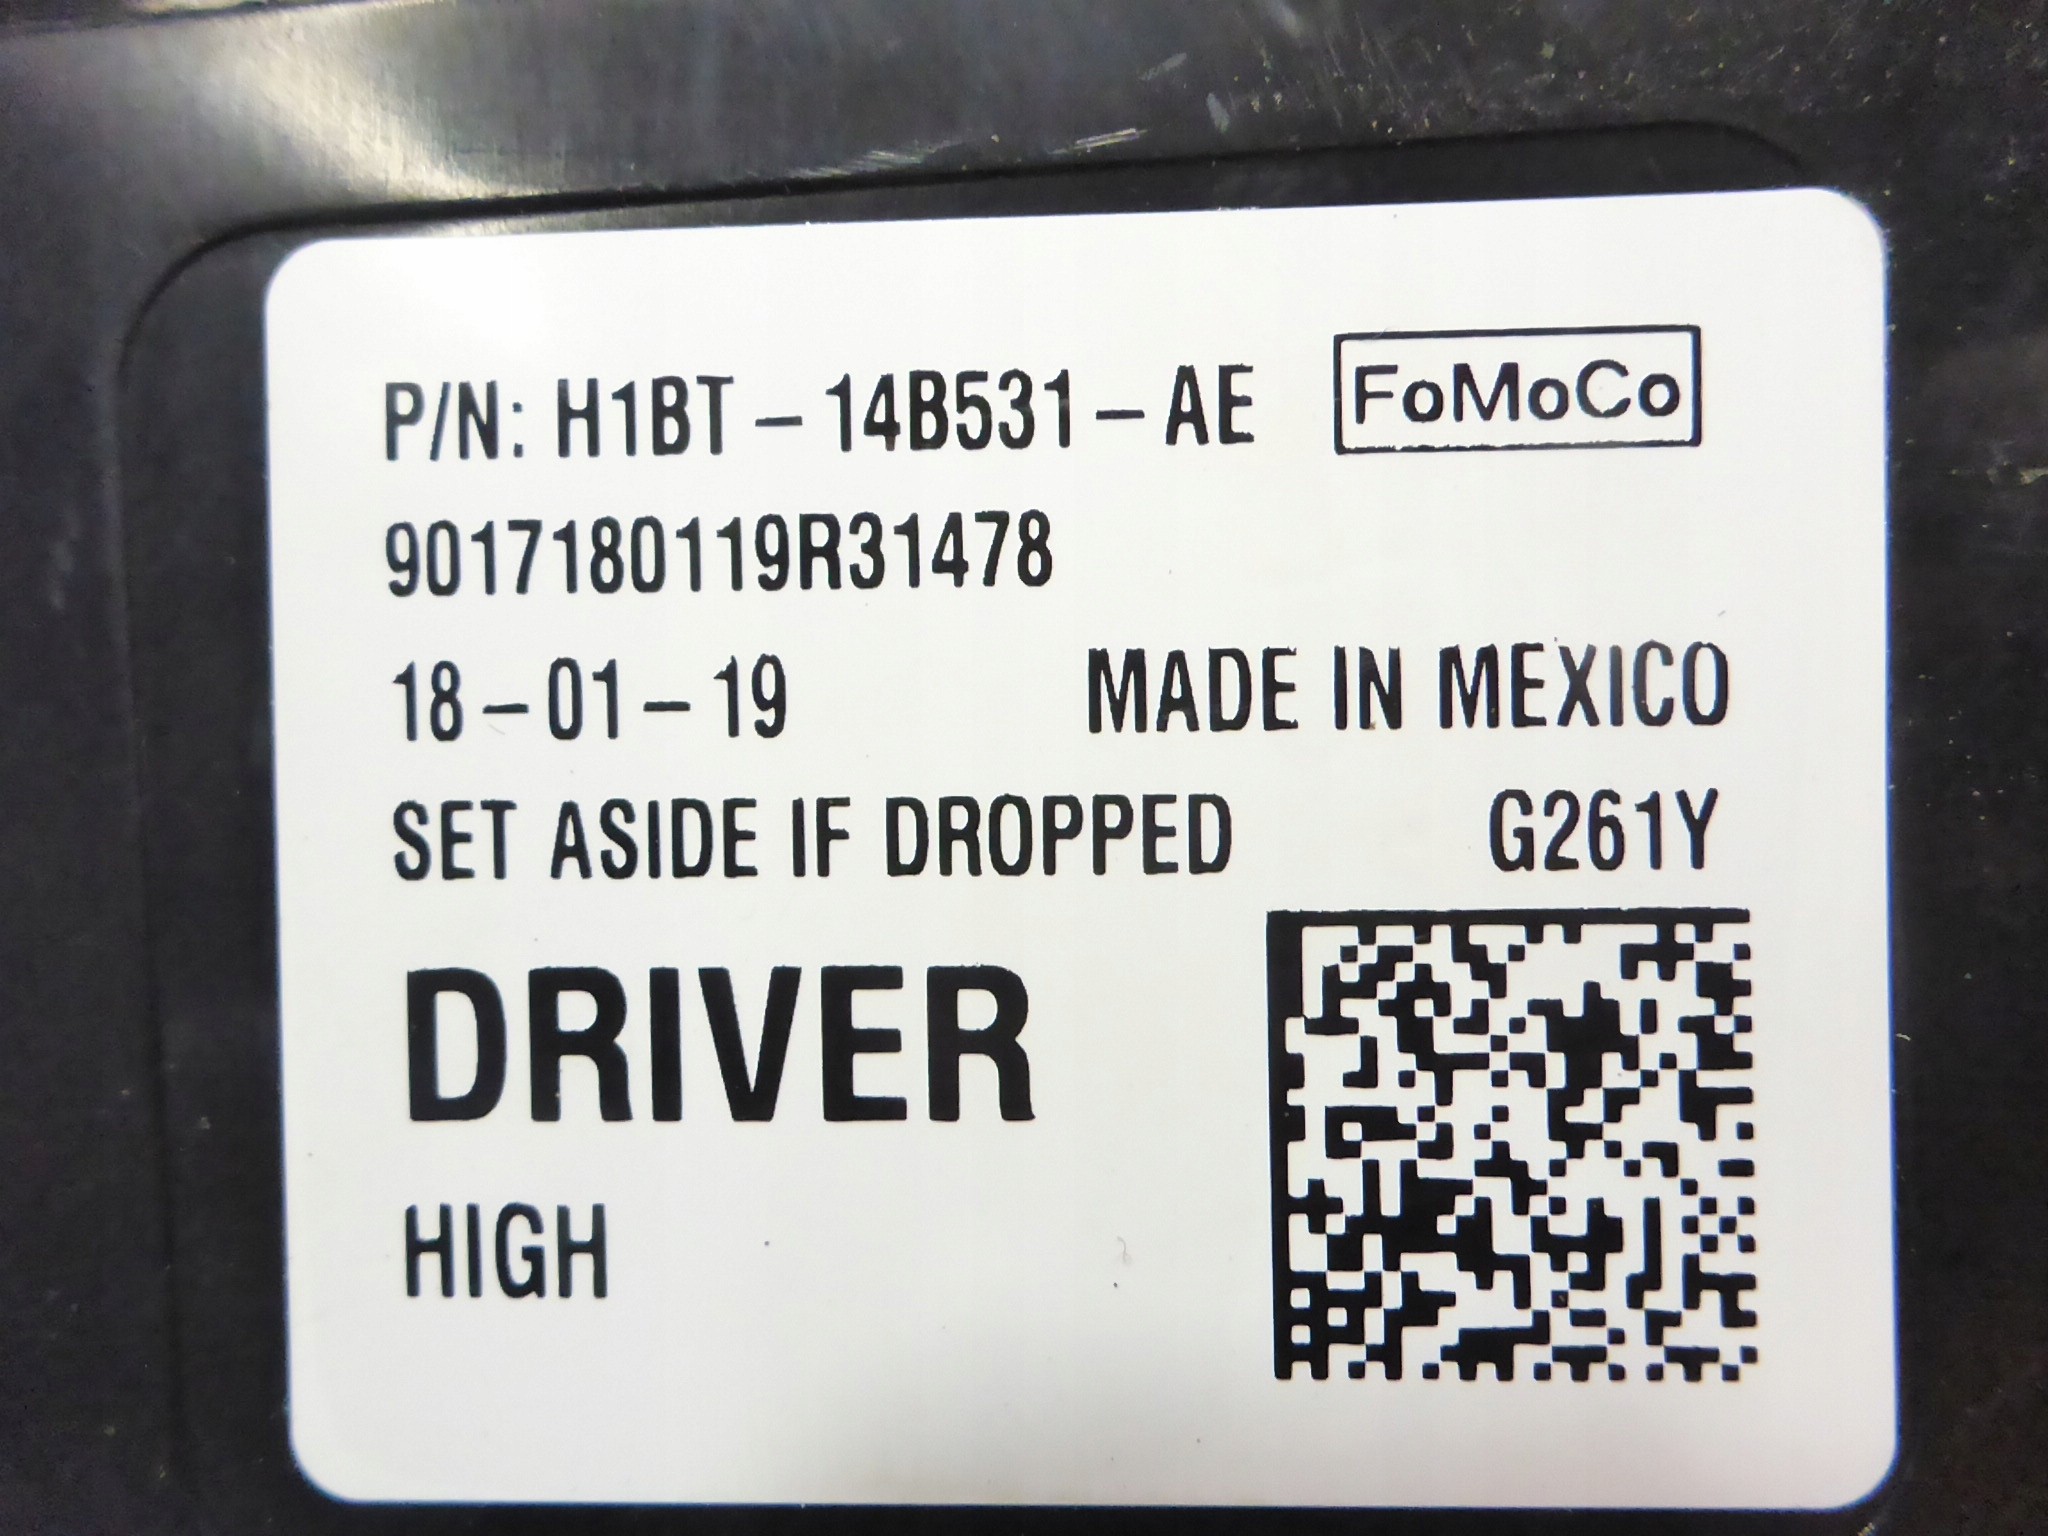 P/N: H1BT - 14B531 - AE FoMoCo
9017180119R31478
18 - 01 - 19 MADE IN MEXICO
SET ASIDE IF DROPPED G261Y
DRIVER
HIGH